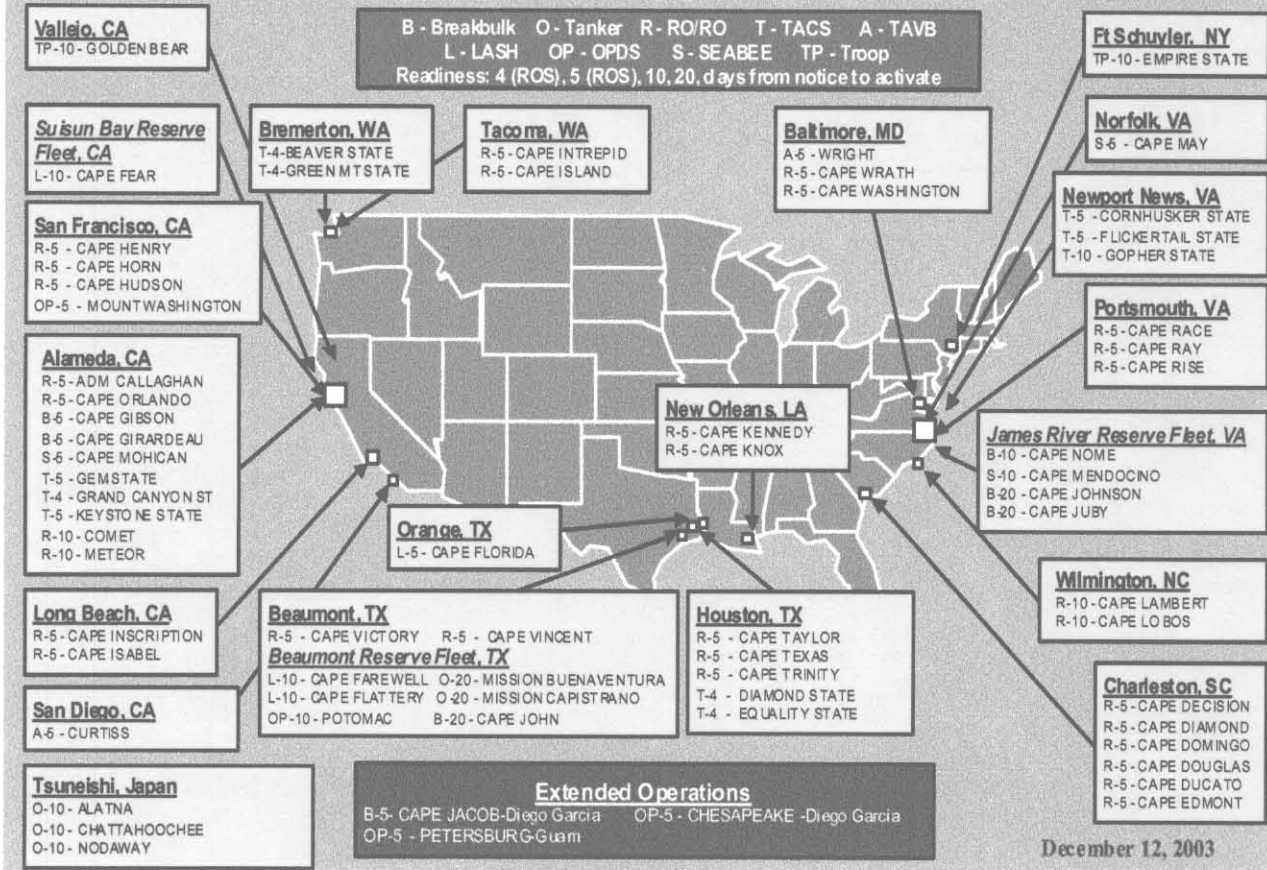 B - Breakbulk O - Tanker R - RO/RO T - TACS A - TAVB
L - LASH OP - OPDS S - SEABEE TP - Troop
Readiness: 4 (ROS), 5 (ROS), 10, 20, days from notice to activate
Vallejo, CA
TP-10 - GOLDEN BEAR
Suisun Bay Reserve
Fleet, CA
L-10 - CAPE FEAR
San Francisco, CA
R-5 - CAPE HENRY
R-5 - CAPE HORN
R-5 - CAPE HUDSON
OP-5 - MOUNT WASHINGTON
Alameda, CA
R-5 - ADM CALLAGHAN
R-5 - CAPE ORLANDO
B-5 - CAPE GIBSON
B-5 - CAPE GIRARDEAU
S-5 - CAPE MOHICAN
T-5 - GEM STATE
T-4 - GRAND CANYON ST
T-5 - KEYSTONE STATE
R-10 - COMET
R-10 - METEOR
Long Beach, CA
R-5 - CAPE INSCRIPTION
R-5 - CAPE ISABEL
San Diego, CA
A-5 - CURTISS
Tsuneishi, Japan
O-10 - ALATNA
O-10 - CHATTAHOOCHEE
O-10 - NODAWAY
Bremerton, WA
T-4 - BEAVER STATE
T-4 - GREEN MT STATE
Tacoma, WA
R-5 - CAPE INTREPID
R-5 - CAPE ISLAND
Baltimore, MD
A-5 - WRIGHT
R-5 - CAPE WRATH
R-5 - CAPE WASHINGTON
Ft Schuyler, NY
TP-10 - EMPIRE STATE
Norfolk, VA
S-5 - CAPE MAY
Newport News, VA
T-5 - CORNHUSKER STATE
T-5 - FLICKERTAIL STATE
T-10 - GOPHER STATE
Portsmouth, VA
R-5 - CAPE RACE
R-5 - CAPE RAY
R-5 - CAPE RISE
James River Reserve Fleet, VA
B-10 - CAPE NOME
S-10 - CAPE MENDOCINO
B-20 - CAPE JOHNSON
B-20 - CAPE JUBY
Wilmington, NC
R-10 - CAPE LAMBERT
R-10 - CAPE LOBOS
Charleston, SC
R-5 - CAPE DECISION
R-5 - CAPE DIAMOND
R-5 - CAPE DOMINGO
R-5 - CAPE DOUGLAS
R-5 - CAPE DUCATO
R-5 - CAPE EDMONT
New Orleans, LA
R-5 - CAPE KENNEDY
R-5 - CAPE KNOX
Orange, TX
L-5 - CAPE FLORIDA
Beaumont, TX
R-5 - CAPE VICTORY R-5 - CAPE VINCENT
Beaumont Reserve Fleet, TX
L-10 - CAPE FAREWELL O-20 - MISSION BUENAVENTURA
L-10 - CAPE FLATTERY O-20 - MISSION CAPISTRANO
OP-10 - POTOMAC B-20 - CAPE JOHN
Houston, TX
R-5 - CAPE TAYLOR
R-5 - CAPE TEXAS
R-5 - CAPE TRINITY
T-4 - DIAMOND STATE
T-4 - EQUALITY STATE
Extended Operations
B-5- CAPE JACOB-Diego Garcia OP-5 - CHESAPEAKE -Diego Garcia
OP-5 - PETERSBURG-Guam
December 12, 2003